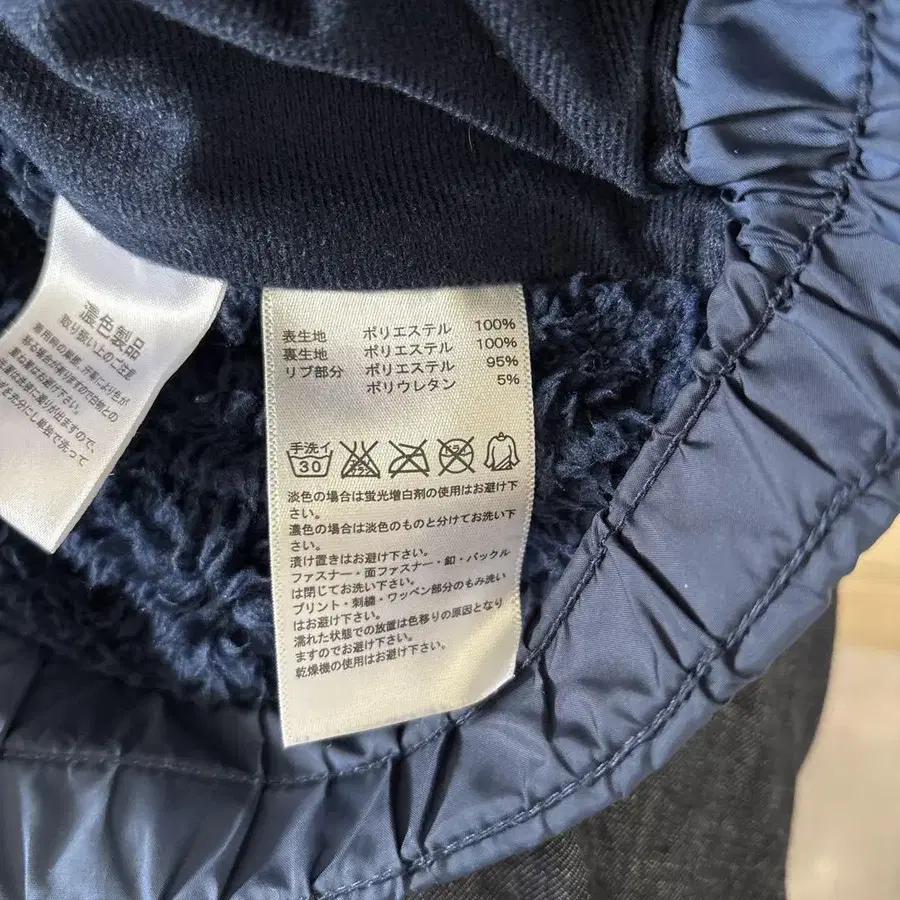 濃色製品
取り扱い上のご注意
表生地 ポリエステル 100%
裏生地 ポリエステル 100%
リブ部分 ポリエステル 95%
ポリウレタン 5%
手洗イ
30
淡色の場合は蛍光増白剤の使用はお避け下
さい。
濃色の場合は淡色のものと分けてお洗い下
さい。
漬け置きはお避け下さい。
ファスナー・面ファスナー・釦・バックル
は閉じてお洗い下さい。
プリント・刺繍・ワッペン部分のもみ洗い
はお避け下さい。
濡れた状態での放置は色移りの原因となり
ますのでお避け下さい。
乾燥機の使用はお避け下さい。